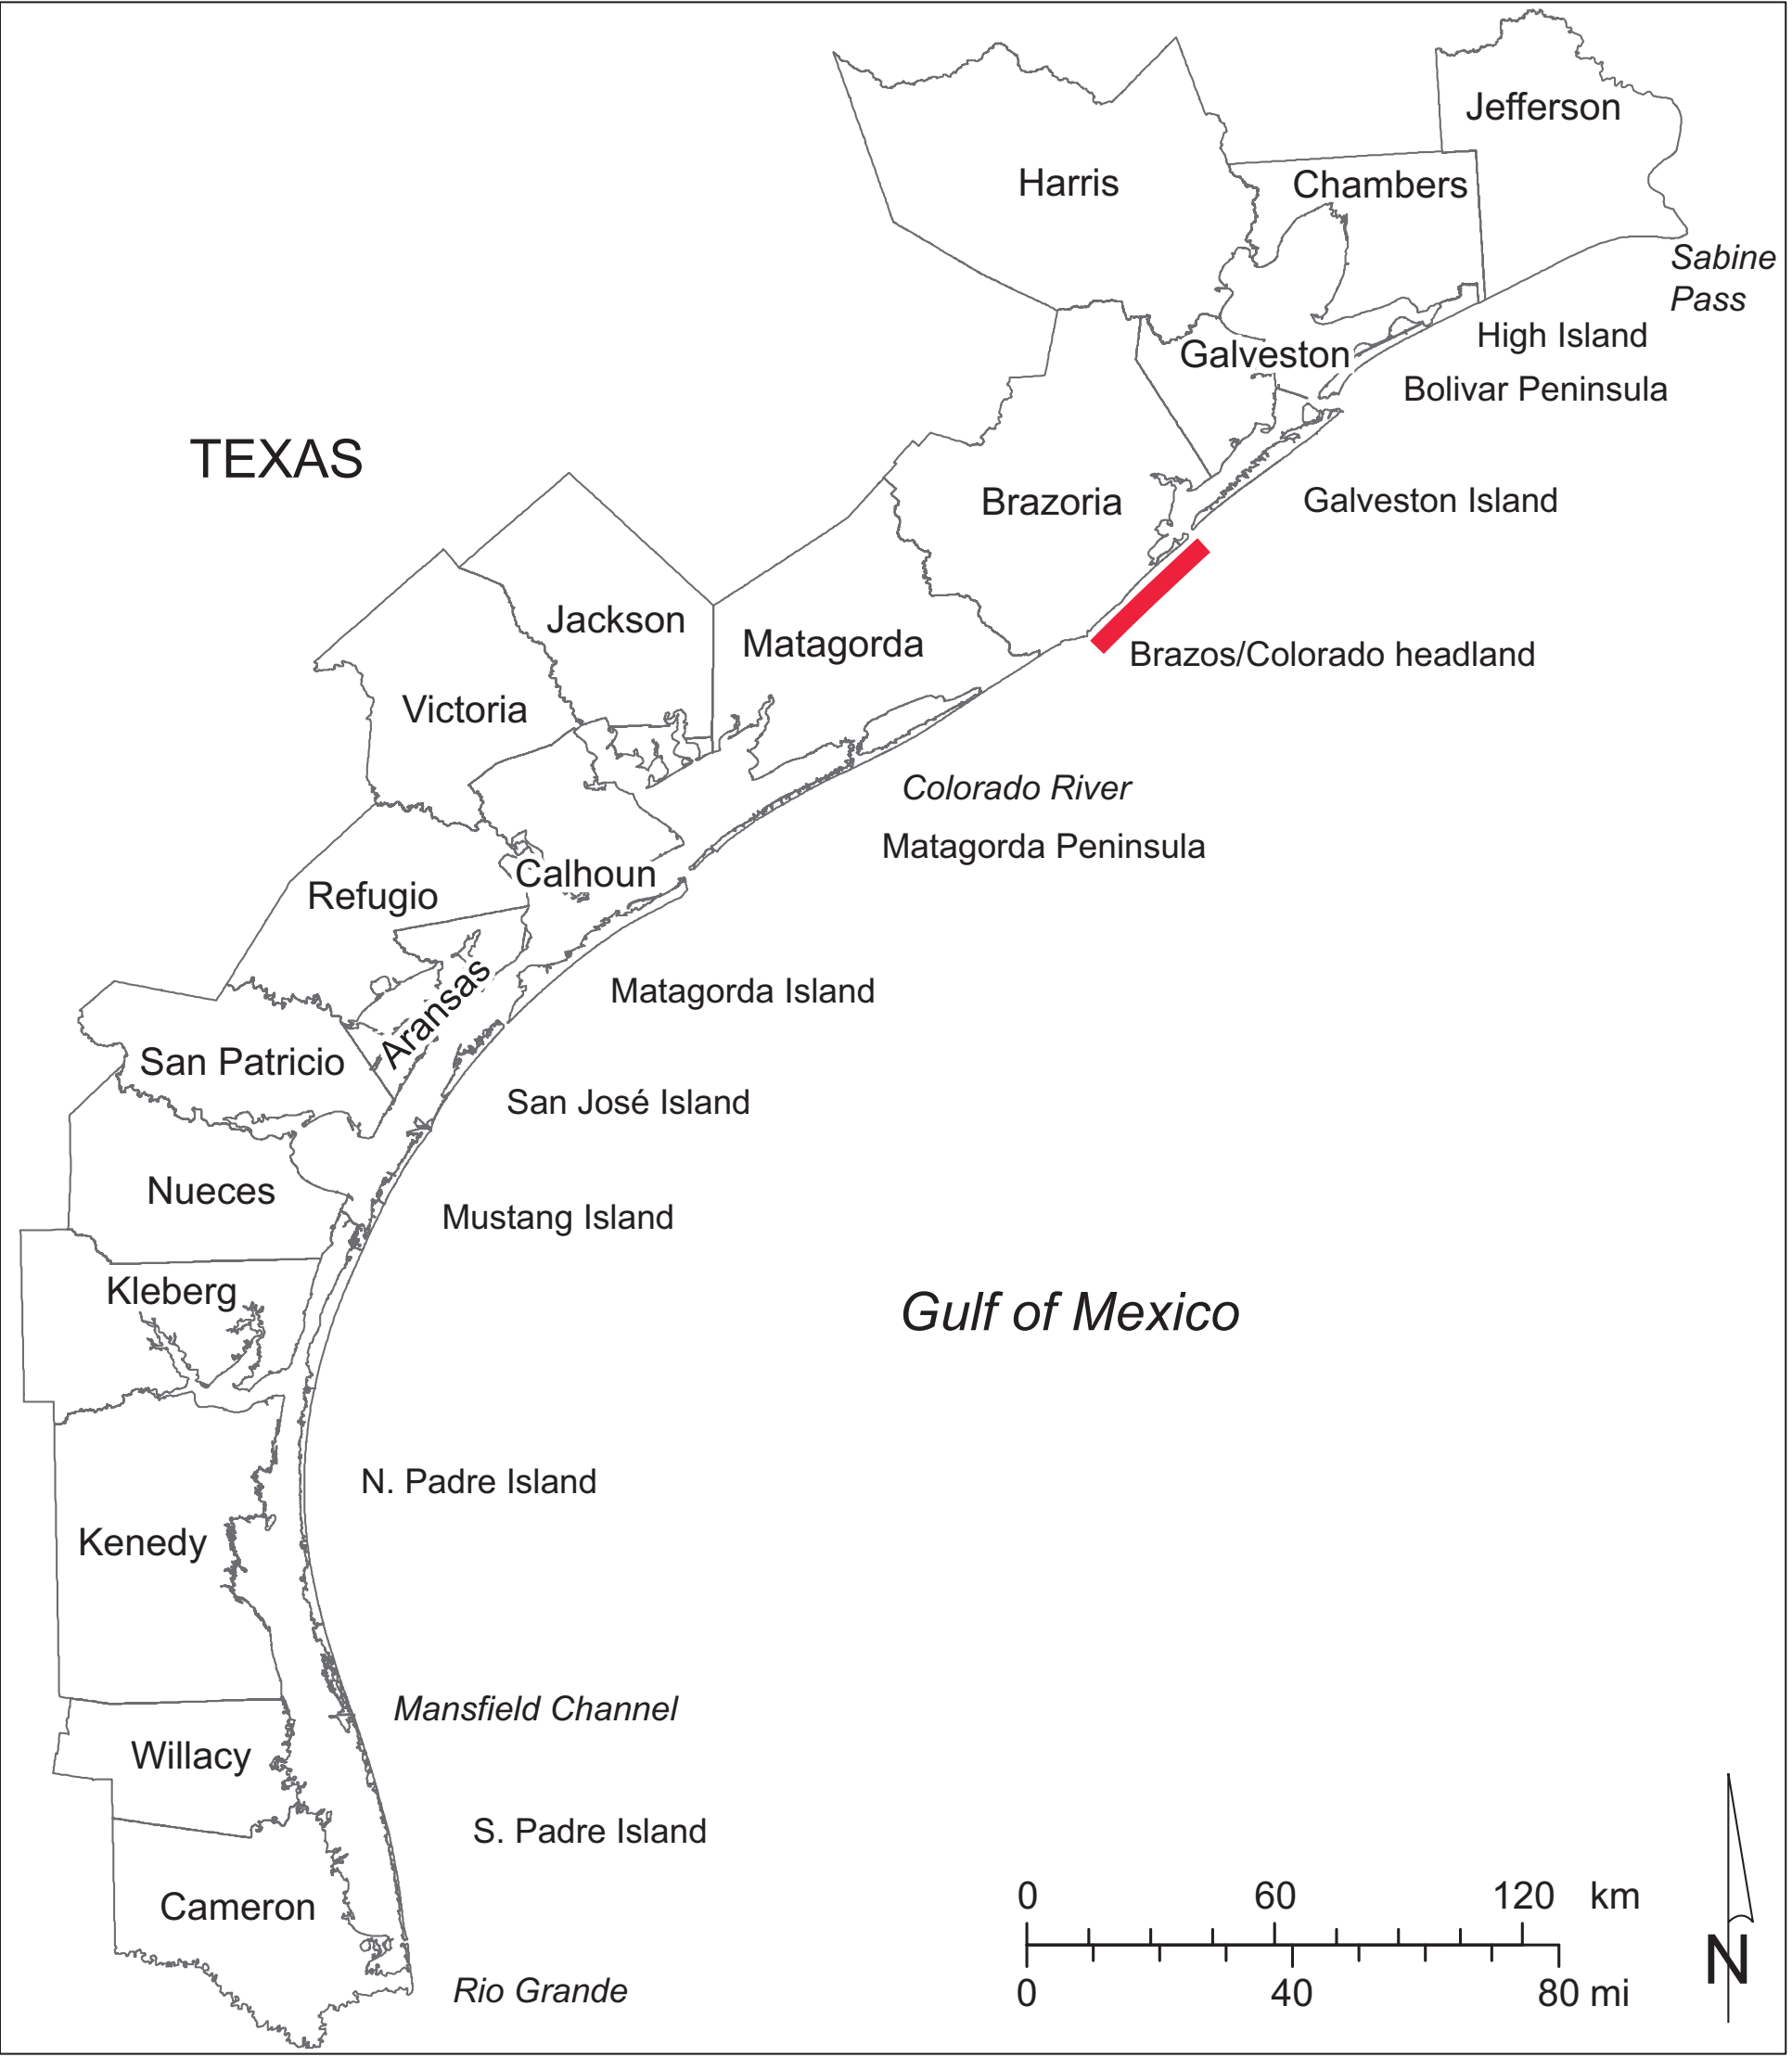 Jefferson
Harris
Chambers
Sabine
Pass
High Island
Galveston
Bolivar Peninsula
TEXAS
Brazoria
Galveston Island
Jackson
Matagorda
Brazos/Colorado headland
Victoria
Colorado River
Matagorda Peninsula
Calhoun
Refugio
Matagorda Island
Aransas
San Patricio
San José Island
Nueces
Mustang Island
Kleberg
Gulf of Mexico
N. Padre Island
Kenedy
Mansfield Channel
Willacy
S. Padre Island
Cameron
Rio Grande
0 60 120 km
0 40 80 mi
N